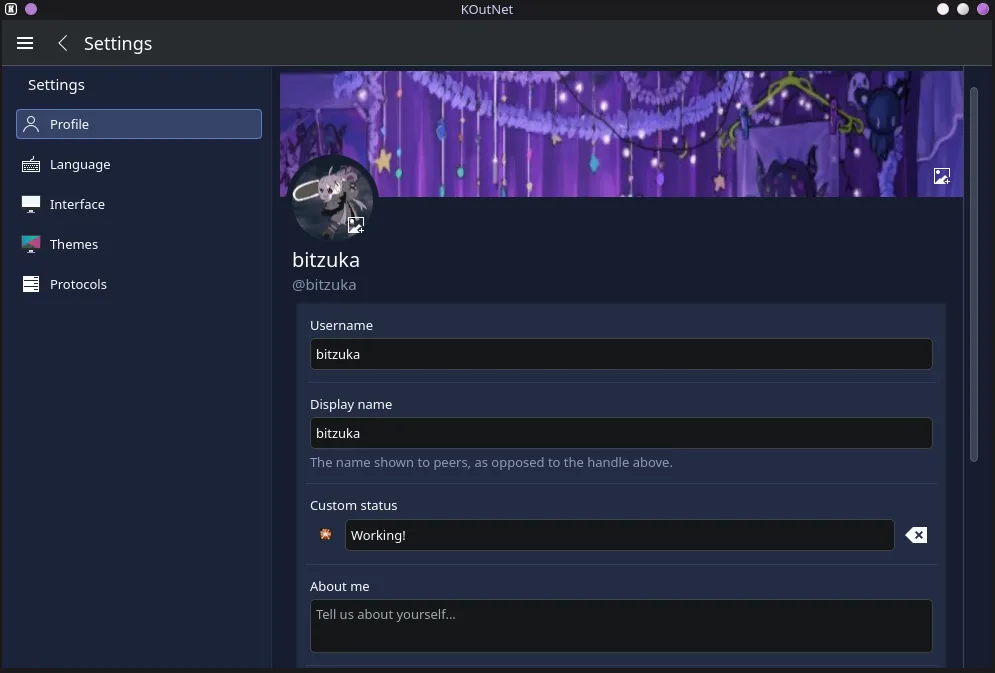 KOutNet
Settings
Settings
Profile
Language
Interface
Themes
Protocols
bitzuka
@bitzuka
Username
bitzuka
Display name
bitzuka
The name shown to peers, as opposed to the handle above.
Custom status
Working!
About me
Tell us about yourself...